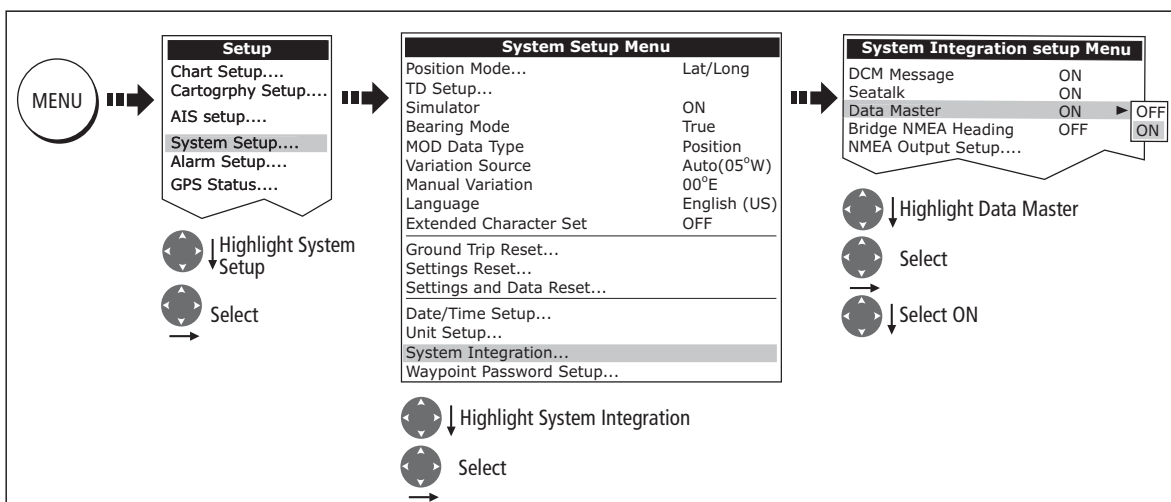 MENU
Setup
Chart Setup....
Cartogrphy Setup....
AIS setup....
System Setup....
Alarm Setup....
GPS Status....
Highlight System
Setup
Select
System Setup Menu
Position Mode... Lat/Long
TD Setup...
Simulator ON
Bearing Mode True
MOD Data Type Position
Variation Source Auto(05°W)
Manual Variation 00°E
Language English (US)
Extended Character Set OFF
Ground Trip Reset...
Settings Reset...
Settings and Data Reset...
Date/Time Setup...
Unit Setup...
System Integration...
Waypoint Password Setup...
Highlight System Integration
Select
System Integration setup Menu
DCM Message ON
Seatalk ON
Data Master ON OFF
Bridge NMEA Heading OFF ON
NMEA Output Setup....
Highlight Data Master
Select
Select ON